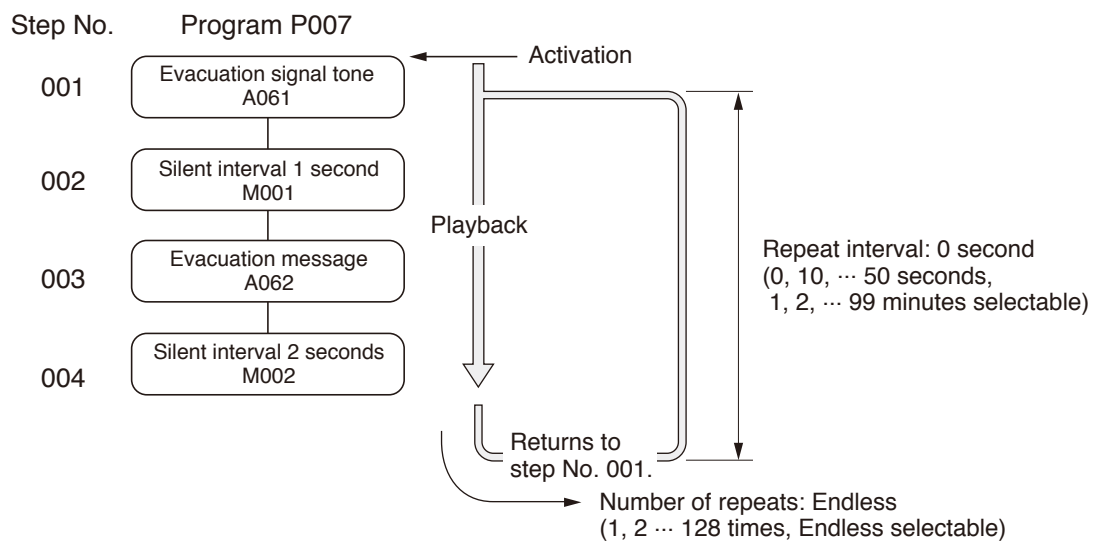 Step No. Program P007
Activation
001 Evacuation signal tone
A061
002 Silent interval 1 second
M001
Playback
003 Evacuation message
A062
Repeat interval: 0 second
(0, 10, ··· 50 seconds,
1, 2, ··· 99 minutes selectable)
004 Silent interval 2 seconds
M002
Returns to
step No. 001.
Number of repeats: Endless
(1, 2 ··· 128 times, Endless selectable)